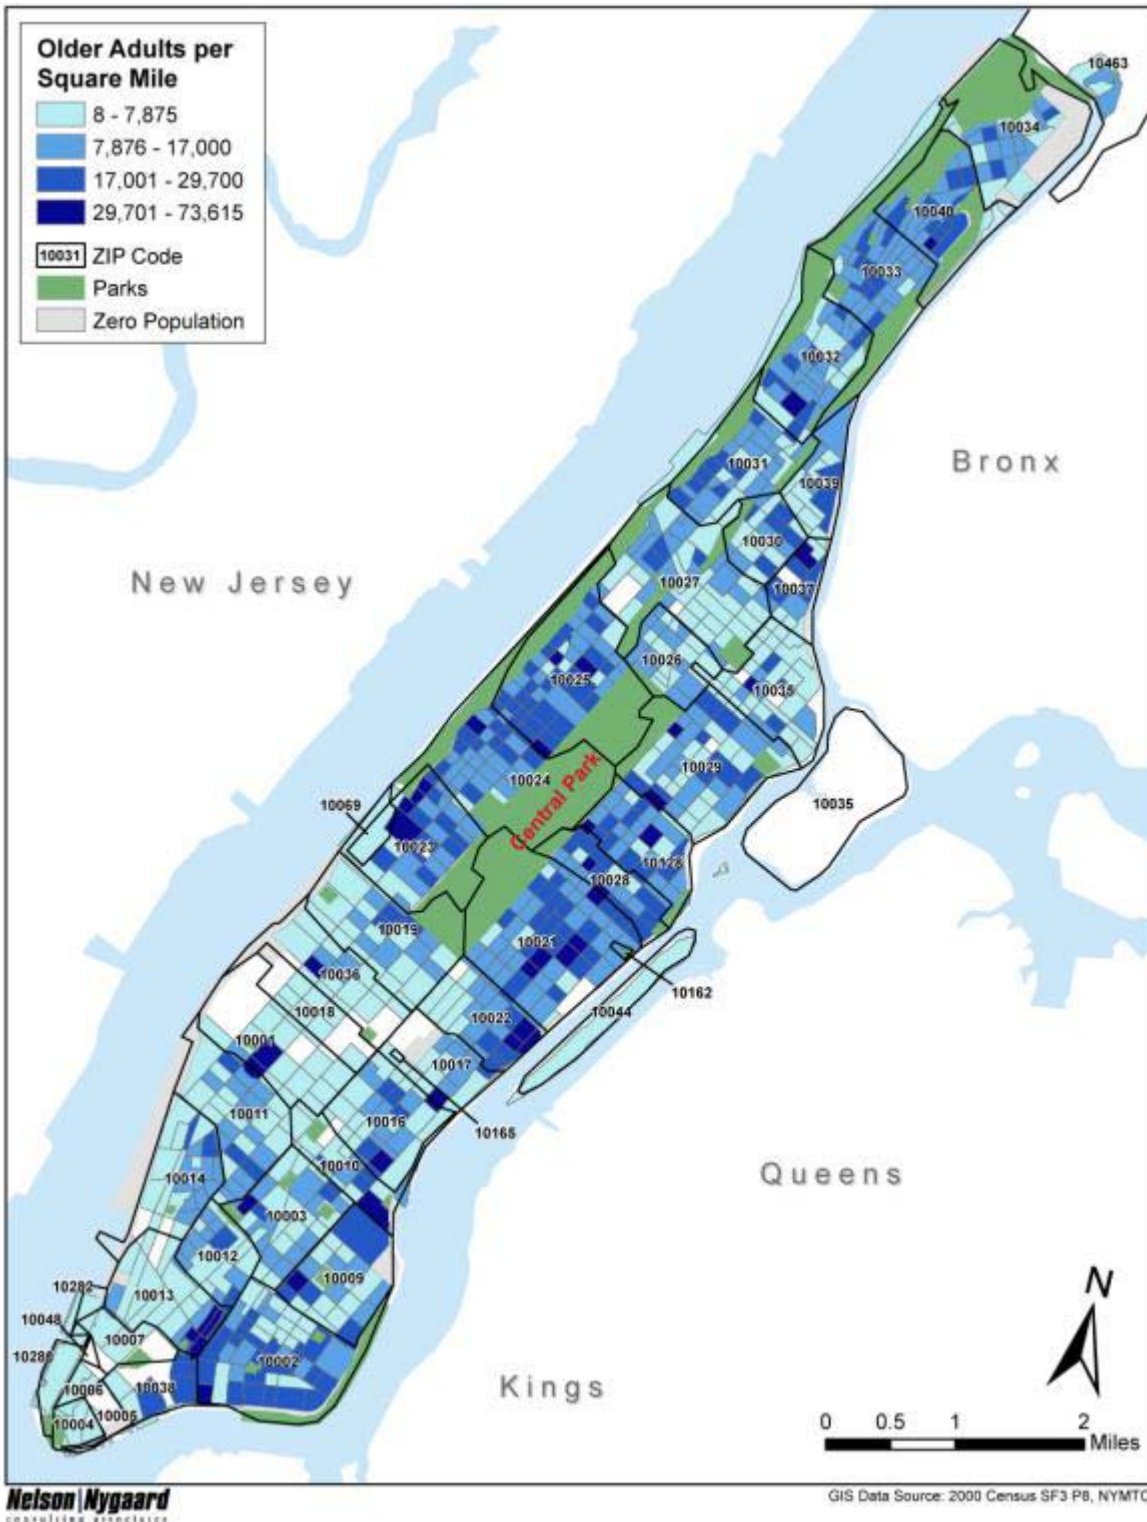 Older Adults per
Square Mile
8 - 7,875
7,876 - 17,000
17,001 - 29,700
29,701 - 73,615
10031 ZIP Code
Parks
Zero Population
10463
10034
10040
10033
10032
Bronx
10031
10039
10030
New Jersey
10027
10037
10026
10025
10035
10029
10024
Central Park
10069
10035
10023
10128
10028
10019
10021
10036
10162
10018
10044
10022
10001
10017
10011
10016
10165
10010
10014
Queens
10003
10012
10009
10282
10013
10048
10007
10280
10002
10006
10038
Kings
10005
10004
N
0 0.5 1 2
Miles
Nelson|Nygaard
consulting associates
GIS Data Source: 2000 Census SF3 P8, NYMTC